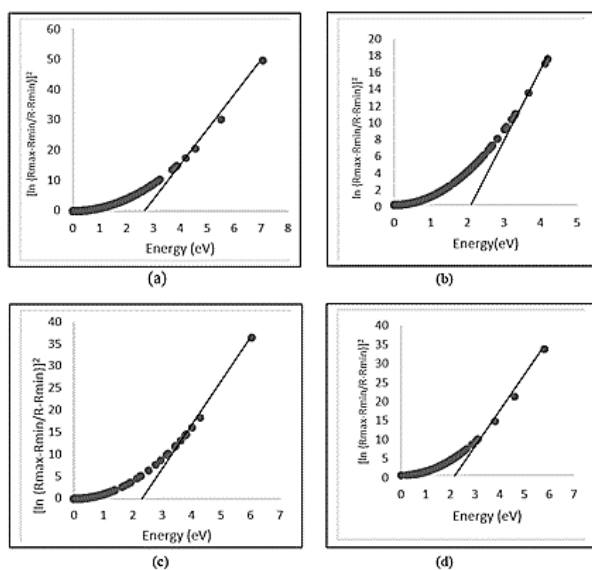 [ln {Rmax-Rmin/R-Rmin}]²
60
50
40
30
20
10
0
0 1 2 3 4 5 6 7 8
Energy (eV)
(a)
ln {Rmax-Rmin/R-Rmin}]²
20
18
16
14
12
10
8
6
4
2
0
0 1 2 3 4 5
Energy(eV)
(b)
[ln {Rmax-Rmin/R-Rmin}]²
40
35
30
25
20
15
10
5
0
0 1 2 3 4 5 6 7
Energy (eV)
(c)
[ln {Rmax-Rmin/R-Rmin}]²
40
35
30
25
20
15
10
5
0
0 1 2 3 4 5 6 7
Energy (eV)
(d)